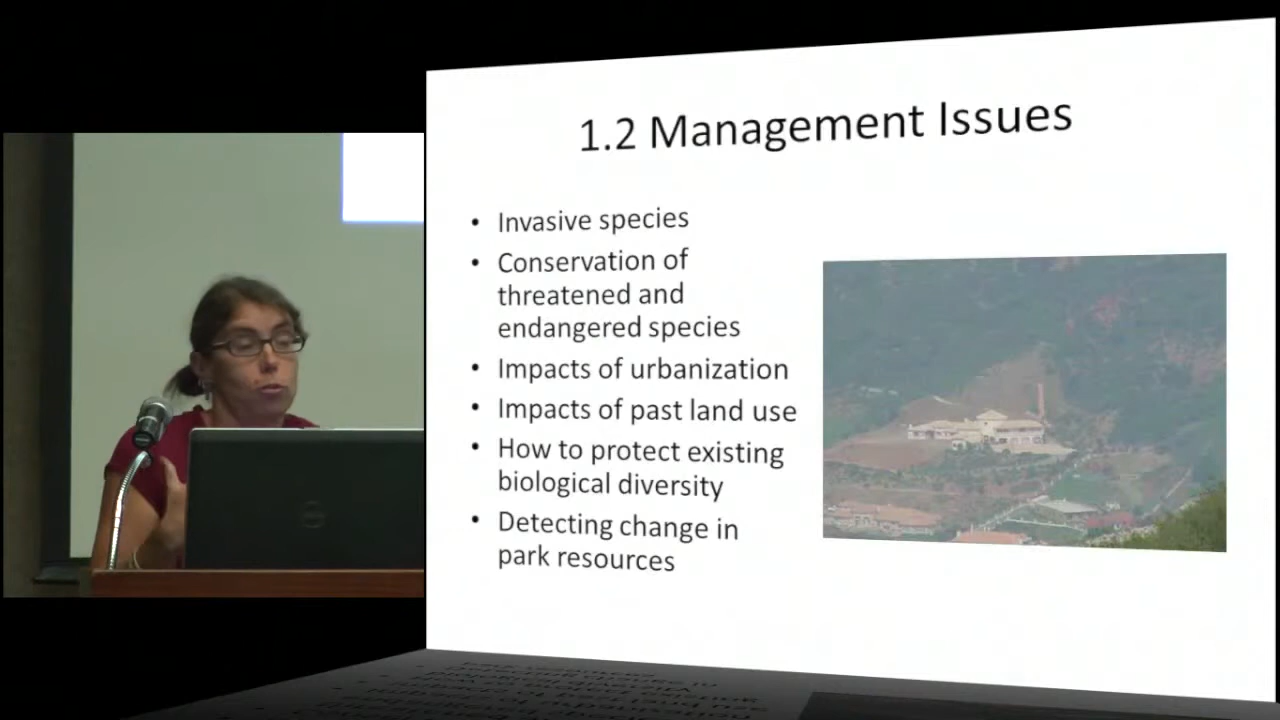 1.2 Management Issues
• Invasive species
• Conservation of
threatened and
endangered species
• Impacts of urbanization
• Impacts of past land use
• How to protect existing
biological diversity
• Detecting change in
park resources